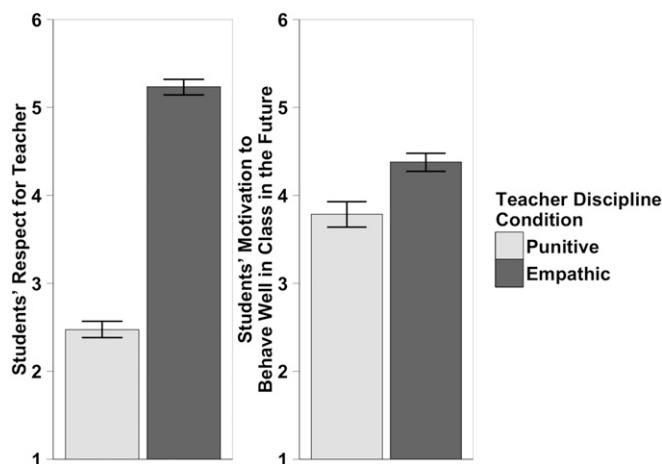 6
5
4
3
2
1
Students’ Respect for Teacher
6
5
4
3
2
1
Students’ Motivation to
Behave Well in Class in the Future
Teacher Discipline
Condition
Punitive
Empathic